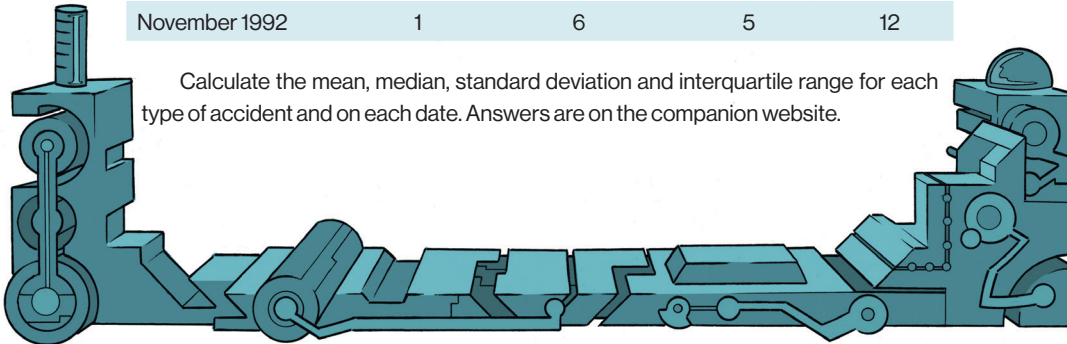 November 1992 1 6 5 12
Calculate the mean, median, standard deviation and interquartile range for each
type of accident and on each date. Answers are on the companion website.